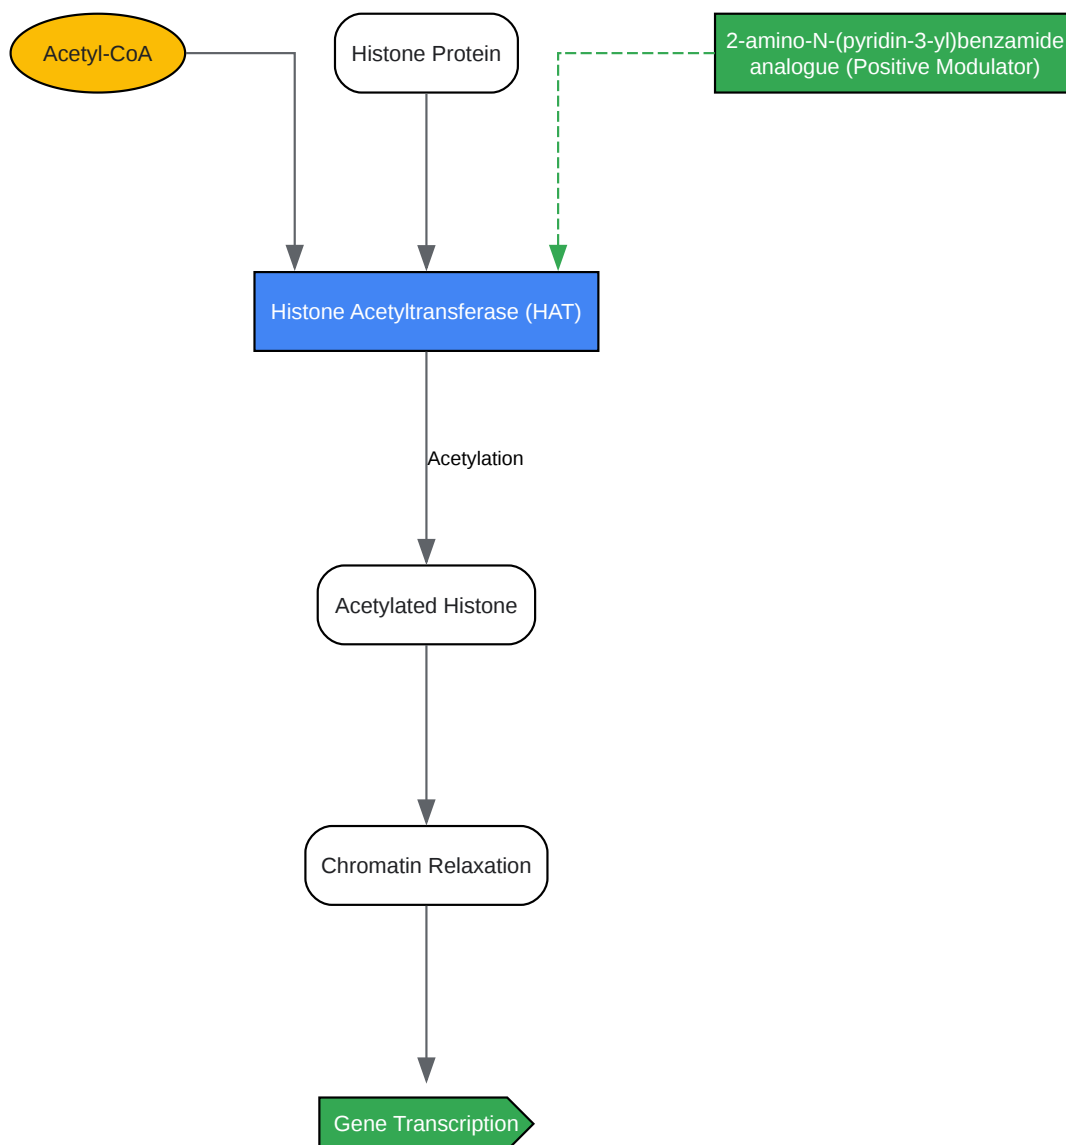 Acetyl-CoA
Histone Protein
2-amino-N-(pyridin-3-yl)benzamide
analogue (Positive Modulator)
Histone Acetyltransferase (HAT)
Acetylation
Acetylated Histone
Chromatin Relaxation
Gene Transcription